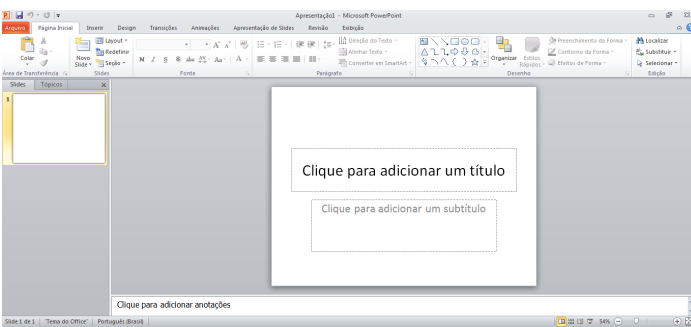 Apresentação1 - Microsoft PowerPoint
Arquivo Página Inicial Inserir Design Transições Animações Apresentação de Slides Revisão Exibição
Colar
Novo Slide
Layout
Redefinir
Seção
N I S S abc AV Aa A
Direção do Texto
Alinhar Texto
Converter em SmartArt
Organizar
Estilos Rápidos
Preenchimento da Forma
Contorno da Forma
Efeitos de Forma
Localizar
Substituir
Selecionar
Área de Transferência Slides Fonte Parágrafo Desenho Edição
Slides Tópicos
1
Clique para adicionar um título
Clique para adicionar um subtítulo
Clique para adicionar anotações
Slide 1 de 1 "Tema do Office" Português (Brasil) 54%